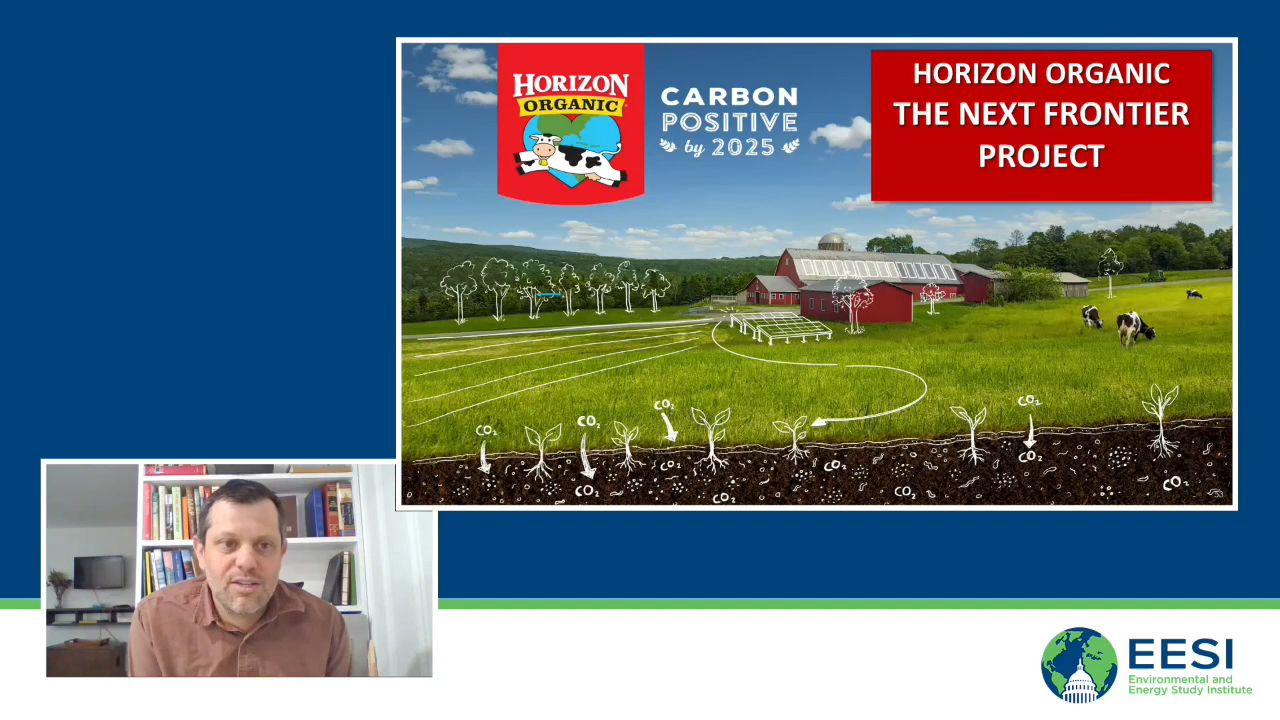 HORIZON
ORGANIC
CARBON
POSITIVE
by 2025
HORIZON ORGANIC
THE NEXT FRONTIER
PROJECT
CO₂
CO₂
CO₂
CO₂
CO₂
CO₂
CO₂
CO₂
CO₂
CO₂
CO₂
EESI
Environmental and
Energy Study Institute